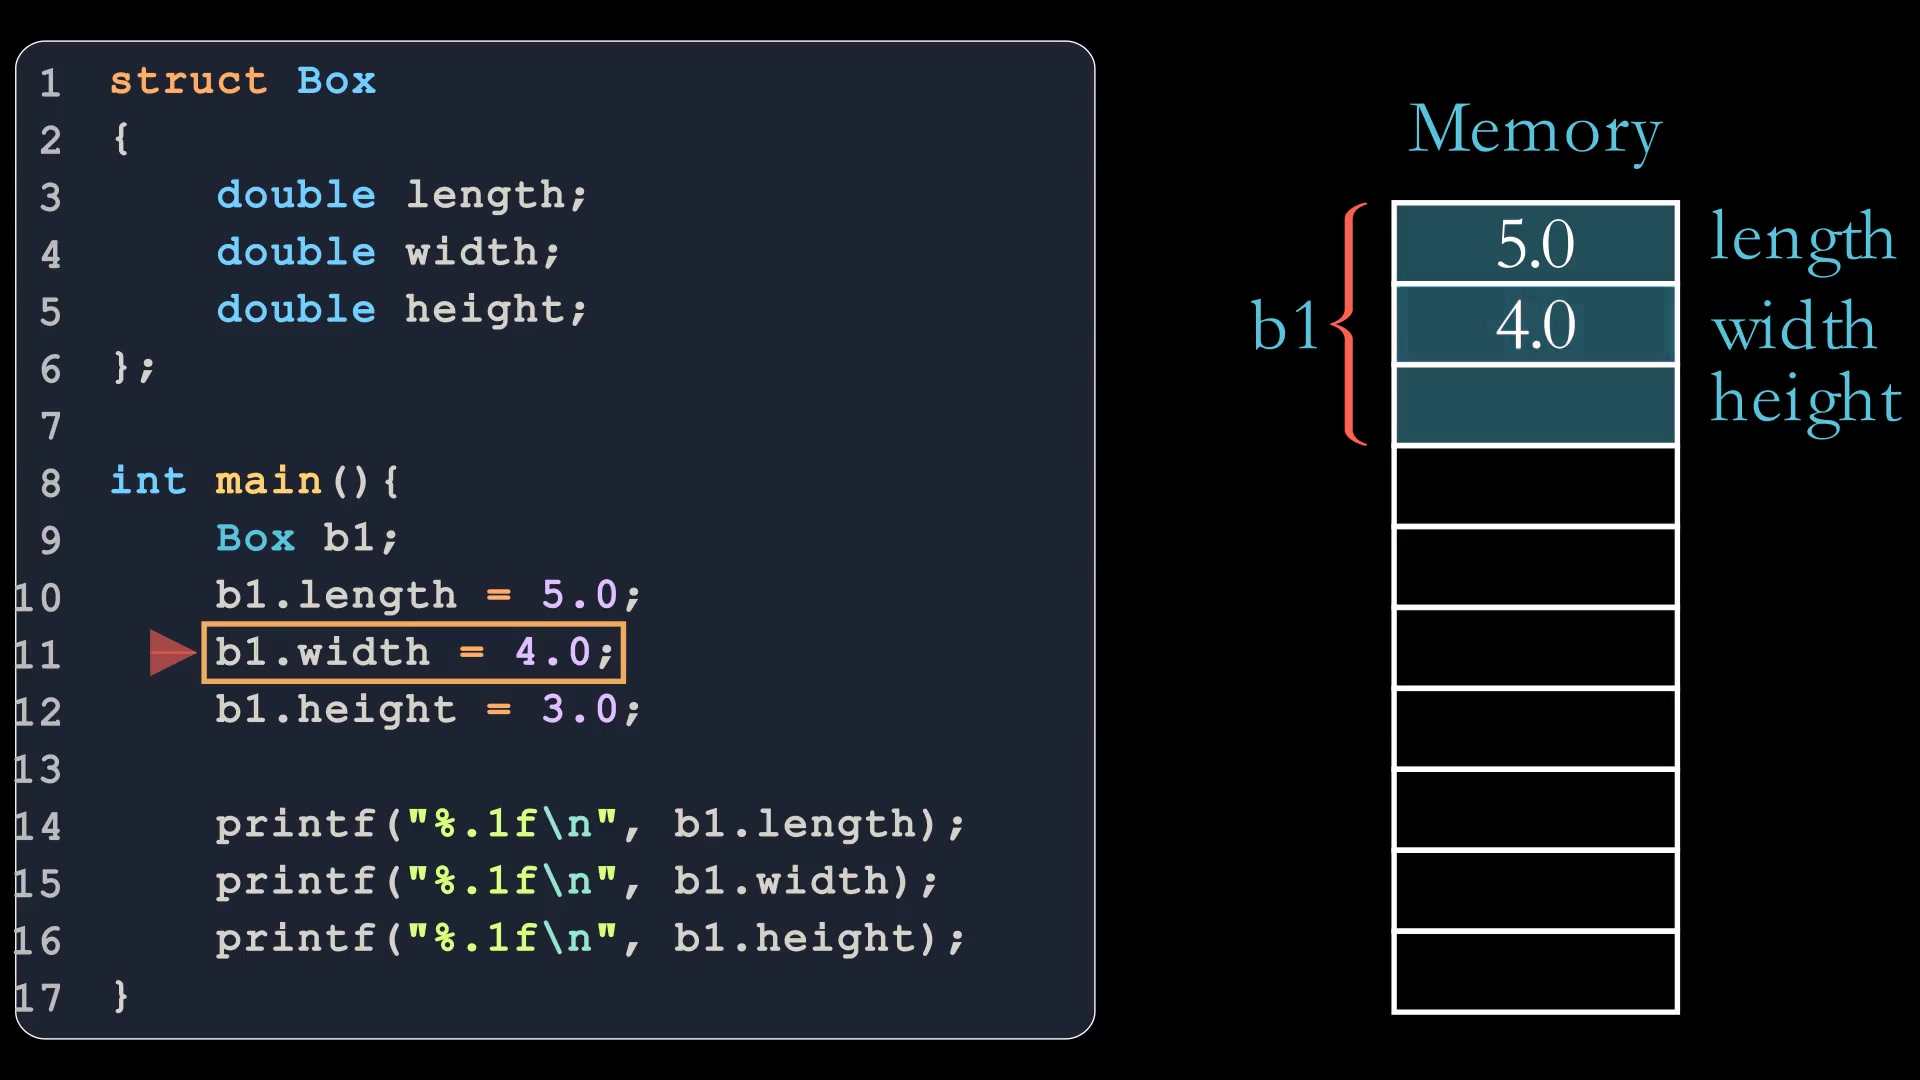 1 struct Box
2 {
3 double length;
4 double width;
5 double height;
6 };
7
8 int main(){
9 Box b1;
10 b1.length = 5.0;
11 b1.width = 4.0;
12 b1.height = 3.0;
13
14 printf("%.1f\n", b1.length);
15 printf("%.1f\n", b1.width);
16 printf("%.1f\n", b1.height);
17 }
Memory
5.0 length
b1 4.0 width
height